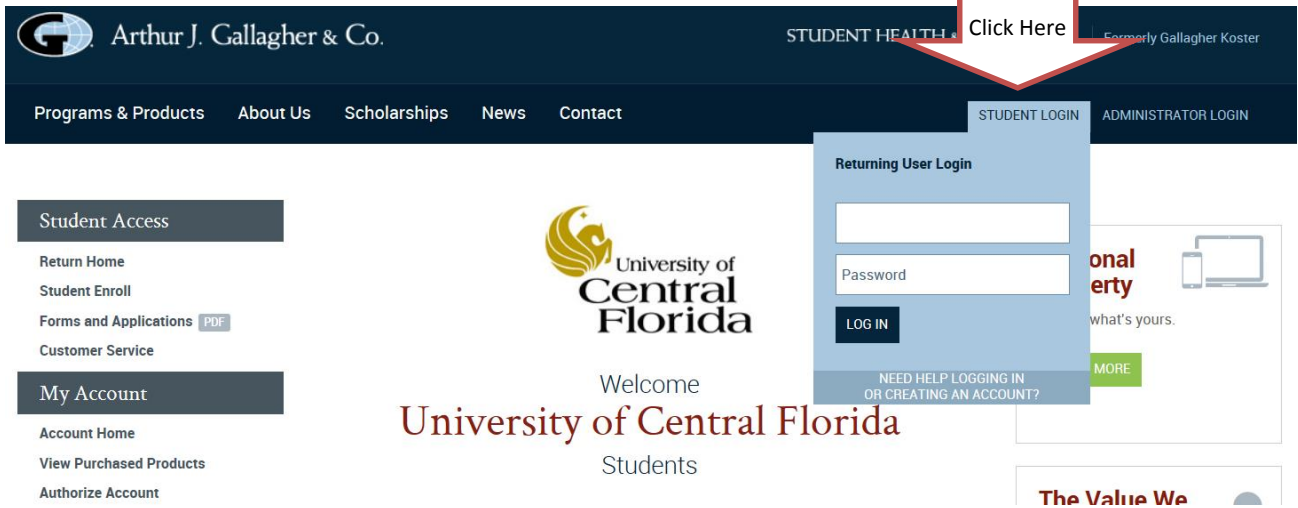 Arthur J. Gallagher & Co.
STUDENT HEALTH
Click Here
Formerly Gallagher Koster
Programs & Products About Us Scholarships News Contact
STUDENT LOGIN ADMINISTRATOR LOGIN
Returning User Login
Password
LOG IN
NEED HELP LOGGING IN
OR CREATING AN ACCOUNT?
Student Access
Return Home
Student Enroll
Forms and Applications PDF
Customer Service
My Account
Account Home
View Purchased Products
Authorize Account
University of
Central
Florida
Welcome
University of Central Florida
Students
onal
erty
what's yours.
MORE
The Value We